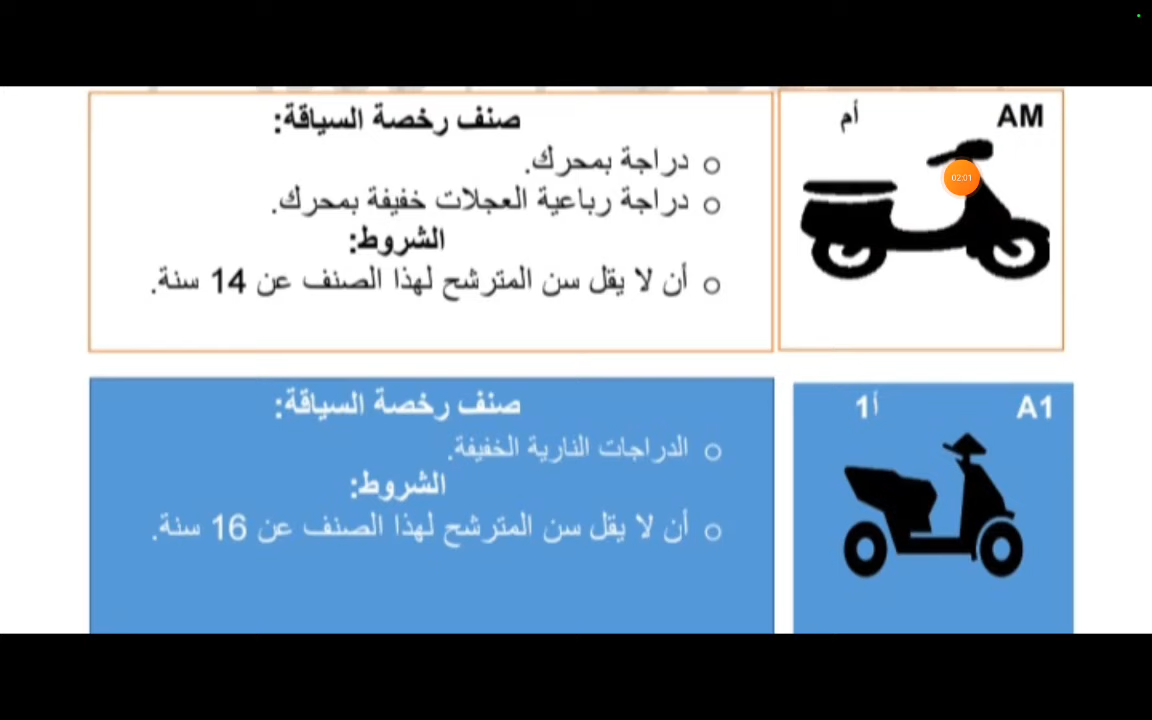 AM أم
صنف رخصة السياقة:
دراجة بمحرك.
دراجة رباعية العجلات خفيفة بمحرك.
الشروط:
أن لا يقل سن المترشح لهذا الصنف عن 14 سنة.
02:01
A1 أ1
صنف رخصة السياقة:
الدراجات النارية الخفيفة.
الشروط:
أن لا يقل سن المترشح لهذا الصنف عن 16 سنة.